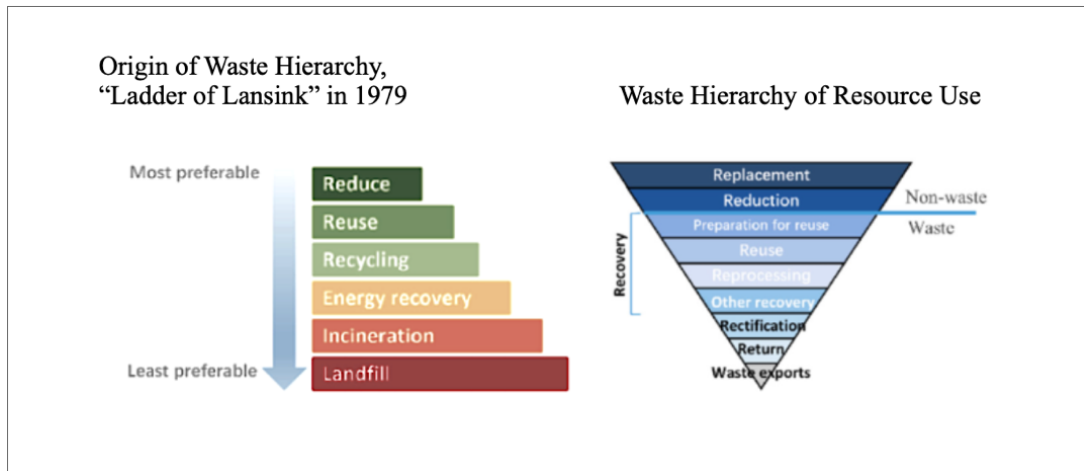 Origin of Waste Hierarchy,
“Ladder of Lansink” in 1979
Most preferable
Reduce
Reuse
Recycling
Energy recovery
Incineration
Landfill
Least preferable
Waste Hierarchy of Resource Use
Replacement
Reduction
Non-waste
Waste
Preparation for reuse
Reuse
Reprocessing
Other recovery
Recovery
Rectification
Return
Waste exports